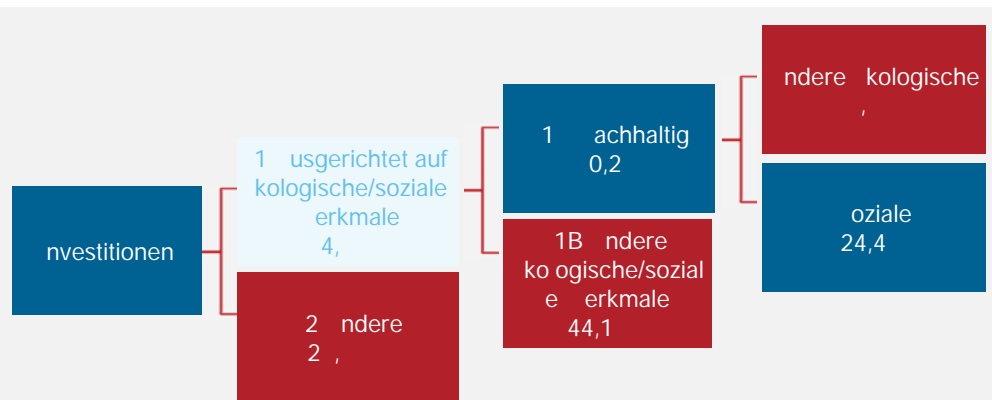 nvestitionen
1 usgerichtet auf
kologische/soziale
erkmale
4,
2 ndere
2 ,
1 achhaltig
0,2
1B ndere
ko ogische/sozial
e erkmale
44,1
ndere kologische
,
oziale
24,4